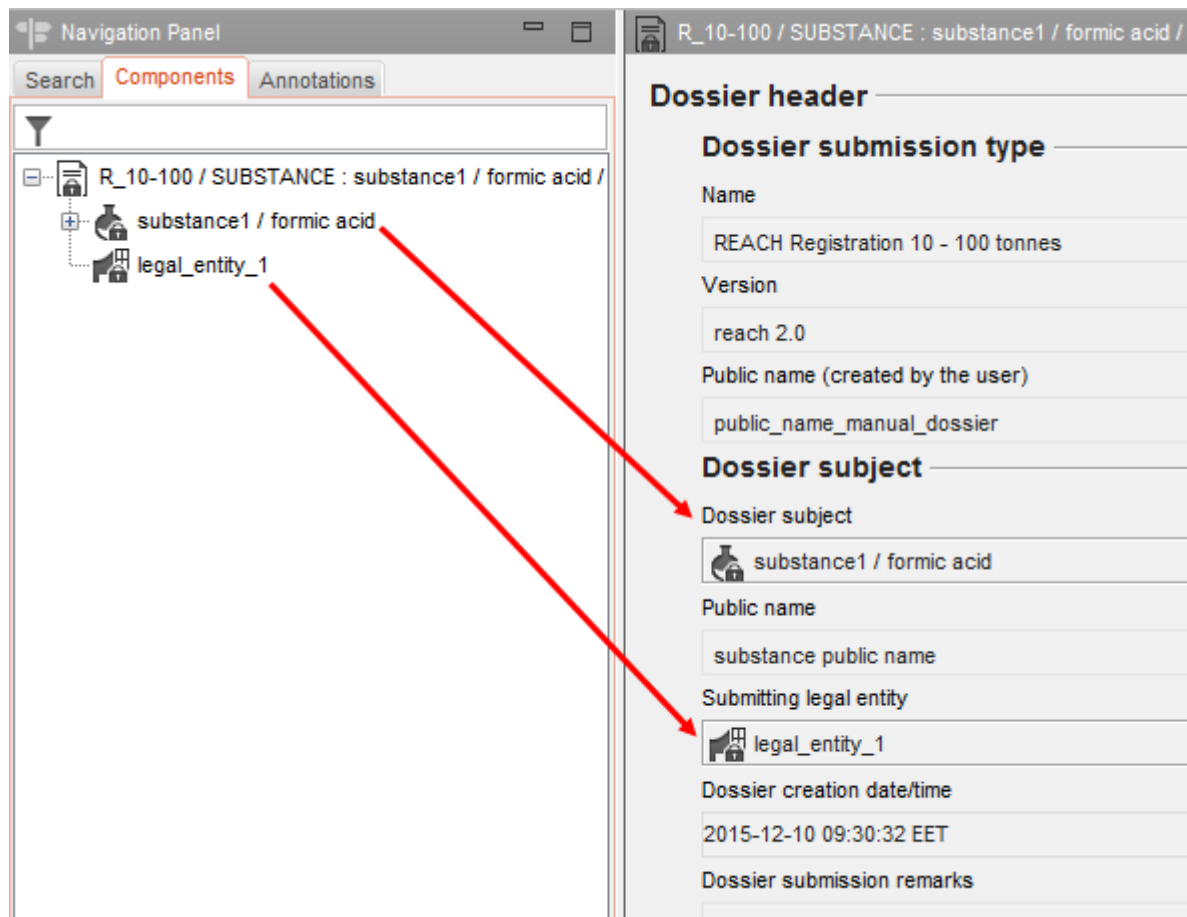 Navigation Panel
Search Components Annotations
R_10-100 / SUBSTANCE : substance1 / formic acid /
substance1 / formic acid
legal_entity_1
R_10-100 / SUBSTANCE : substance1 / formic acid /
Dossier header
Dossier submission type
Name
REACH Registration 10 - 100 tonnes
Version
reach 2.0
Public name (created by the user)
public_name_manual_dossier
Dossier subject
Dossier subject
substance1 / formic acid
Public name
substance public name
Submitting legal entity
legal_entity_1
Dossier creation date/time
2015-12-10 09:30:32 EET
Dossier submission remarks